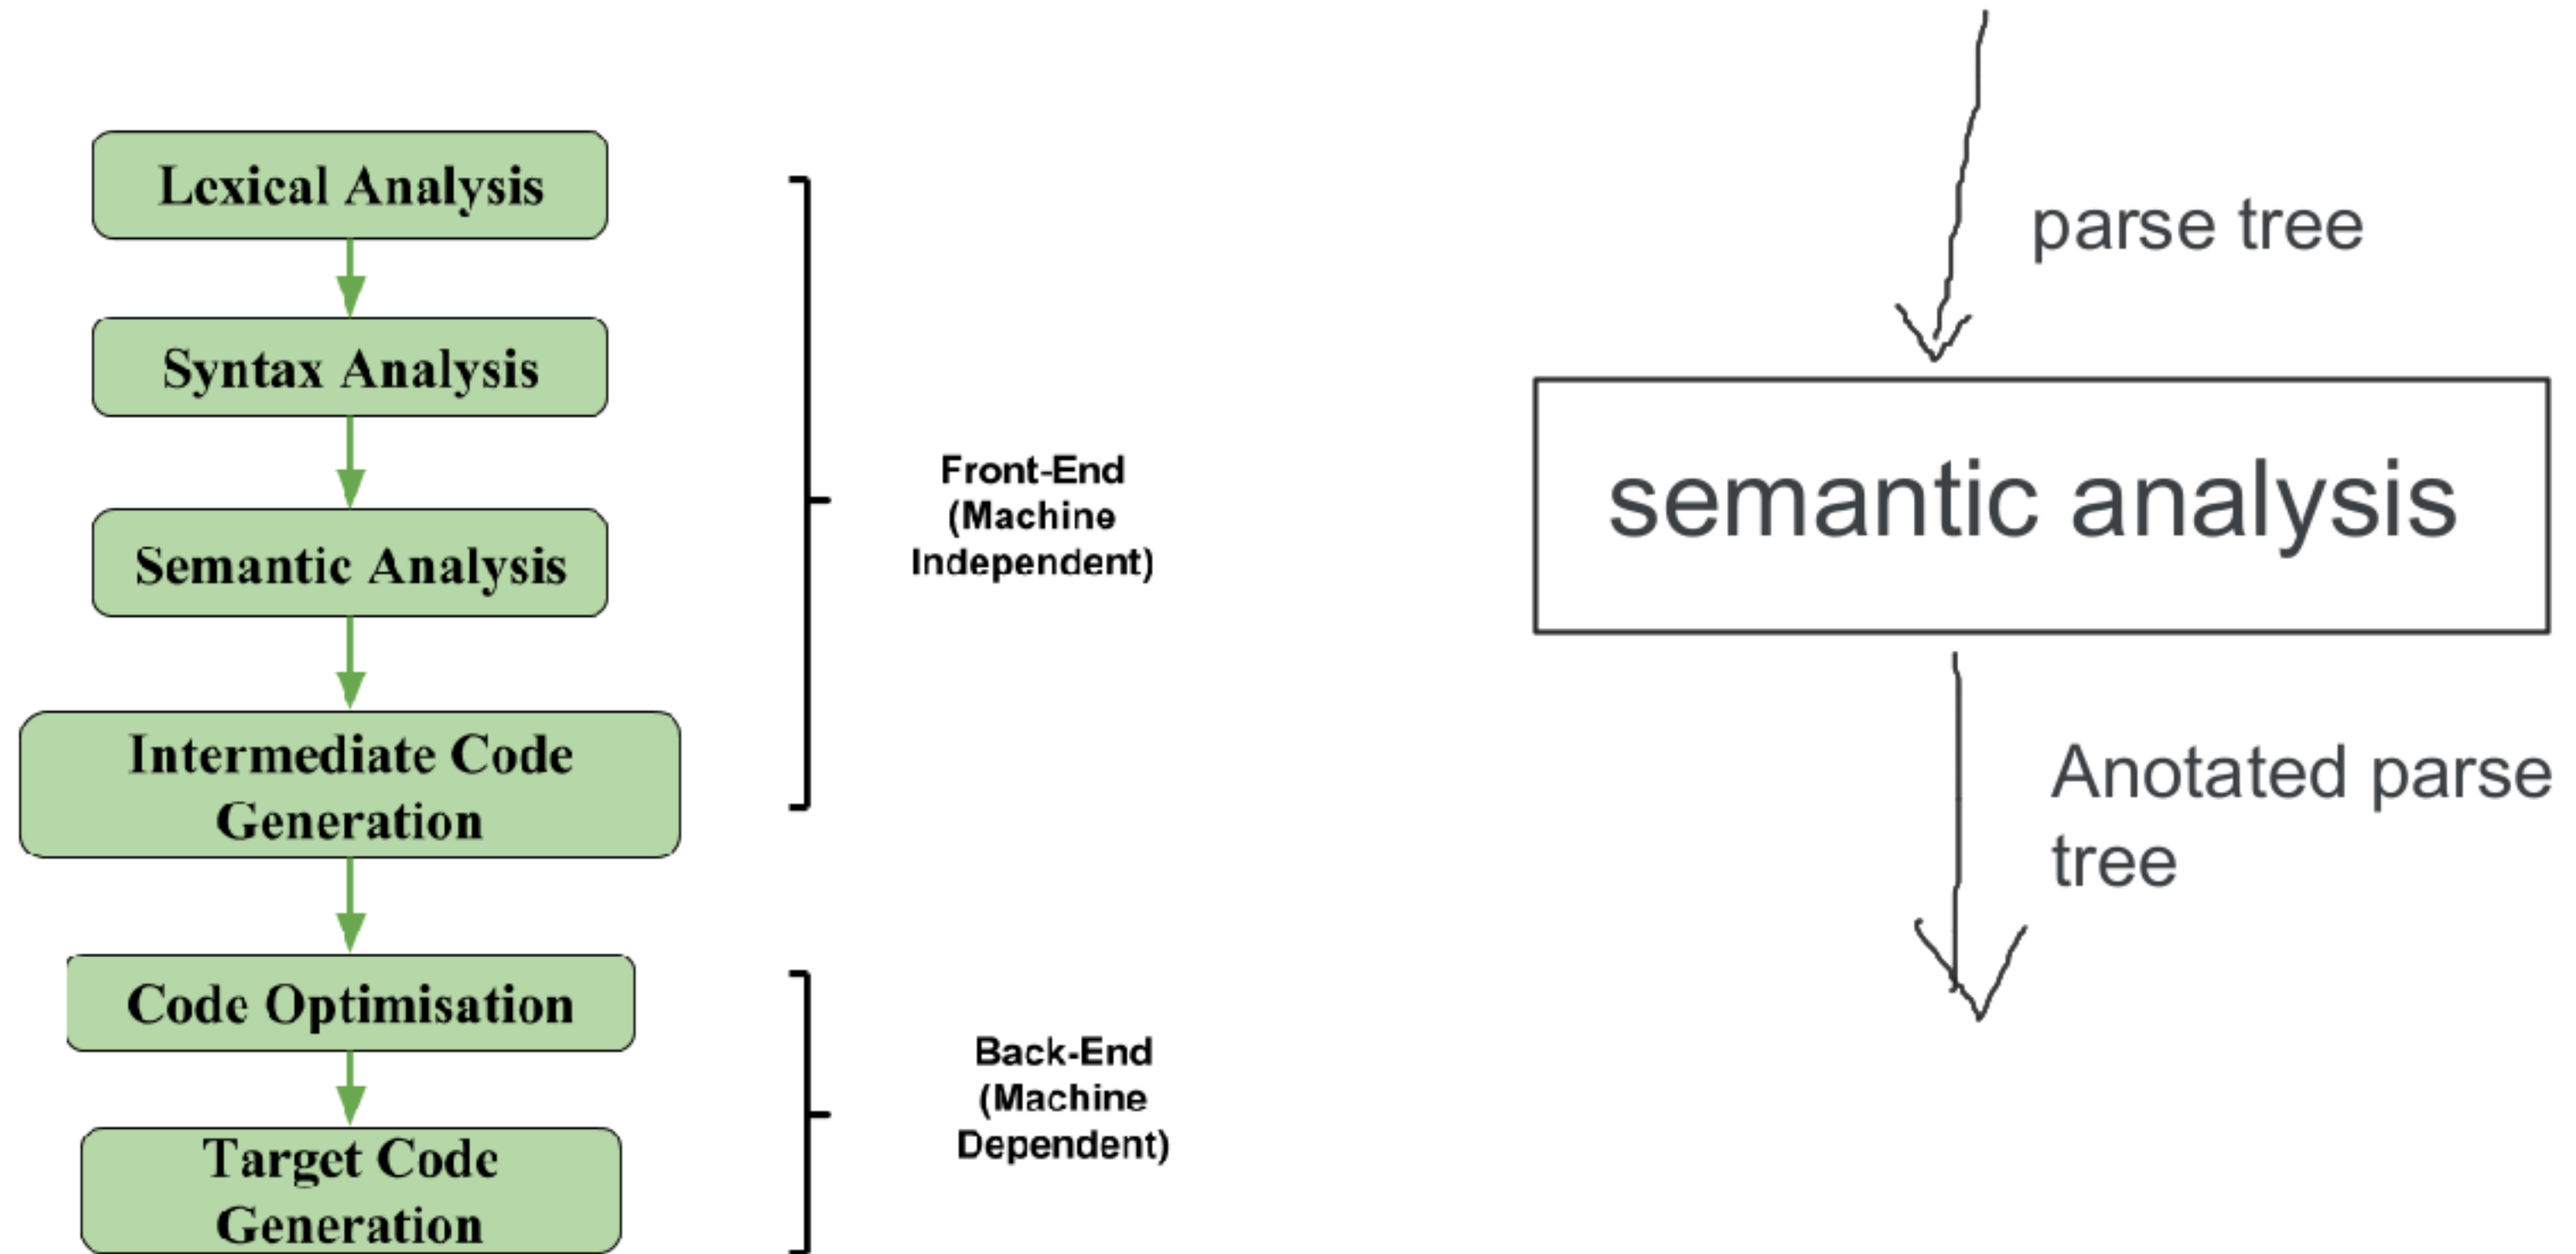 Lexical Analysis
Syntax Analysis
Semantic Analysis
Intermediate Code
Generation
Code Optimisation
Target Code
Generation
Front-End
(Machine
Independent)
Back-End
(Machine
Dependent)
parse tree
semantic analysis
Anotated parse
tree